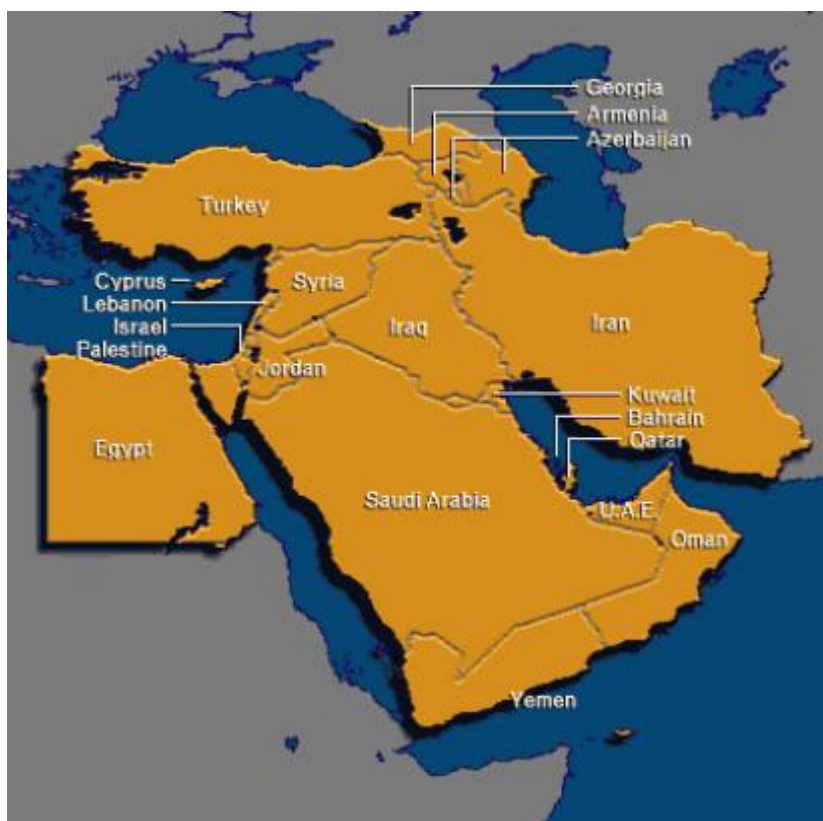 Georgia
Armenia
Azerbaijan
Turkey
Cyprus
Syria
Lebanon
Israel
Iraq
Iran
Palestine
Jordan
Kuwait
Bahrain
Qatar
Egypt
Saudi Arabia
U.A.E.
Oman
Yemen